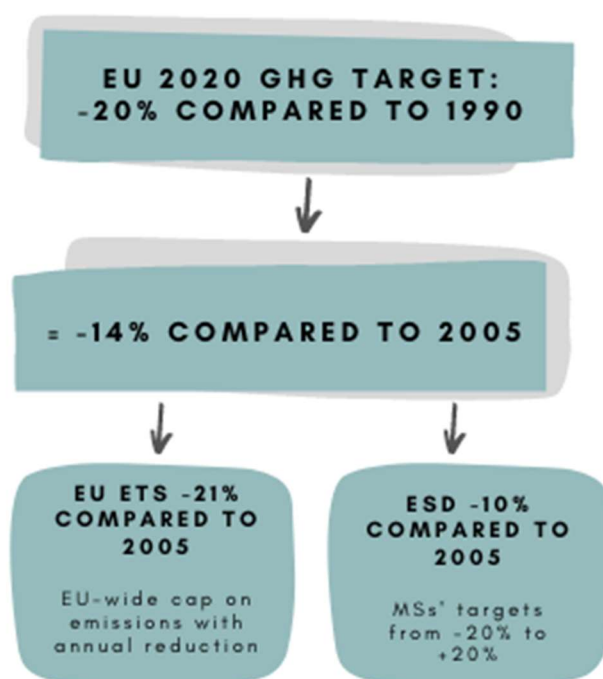 EU 2020 GHG TARGET:
-20% COMPARED TO 1990
= -14% COMPARED TO 2005
EU ETS -21%
COMPARED TO
2005
EU-wide cap on
emissions with
annual reduction
ESD -10%
COMPARED TO
2005
MSs' targets
from -20% to
+20%